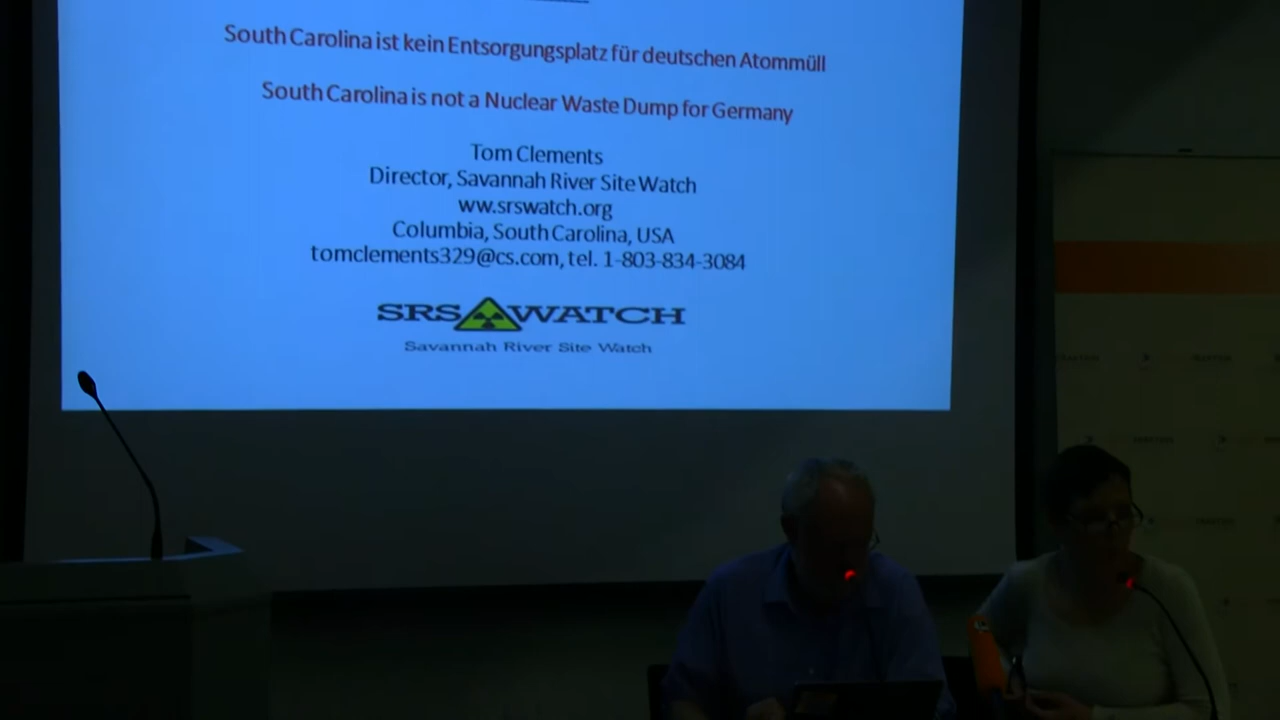 South Carolina ist kein Entsorgungsplatz für deutschen Atommüll
South Carolina is not a Nuclear Waste Dump for Germany
Tom Clements
Director, Savannah River Site Watch
ww.srswatch.org
Columbia, South Carolina, USA
tomclements329@cs.com, tel. 1-803-834-3084
SRS WATCH
Savannah River Site Watch